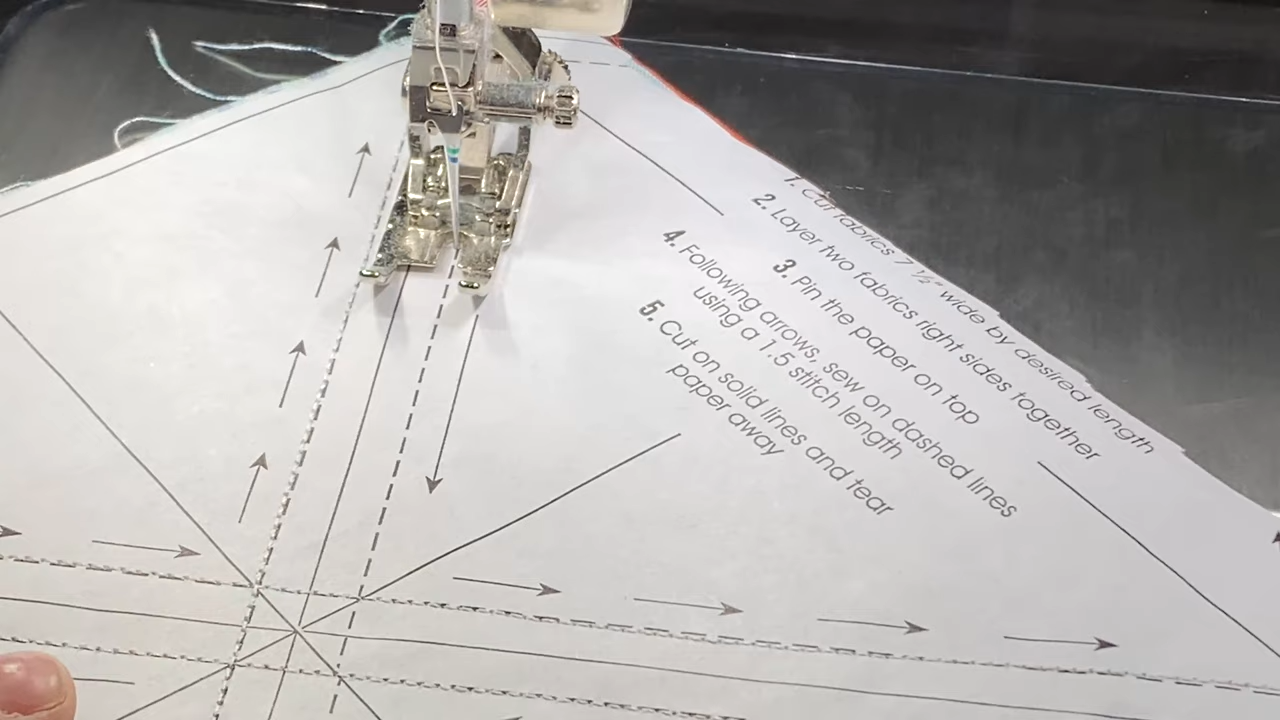 1. Cut fabrics 7 ½" wide by desired length
2. Layer two fabrics right sides together
3. Pin the paper on top
4. Following arrows, sew on dashed lines
using a 1.5 stitch length
5. Cut on solid lines and tear
paper away